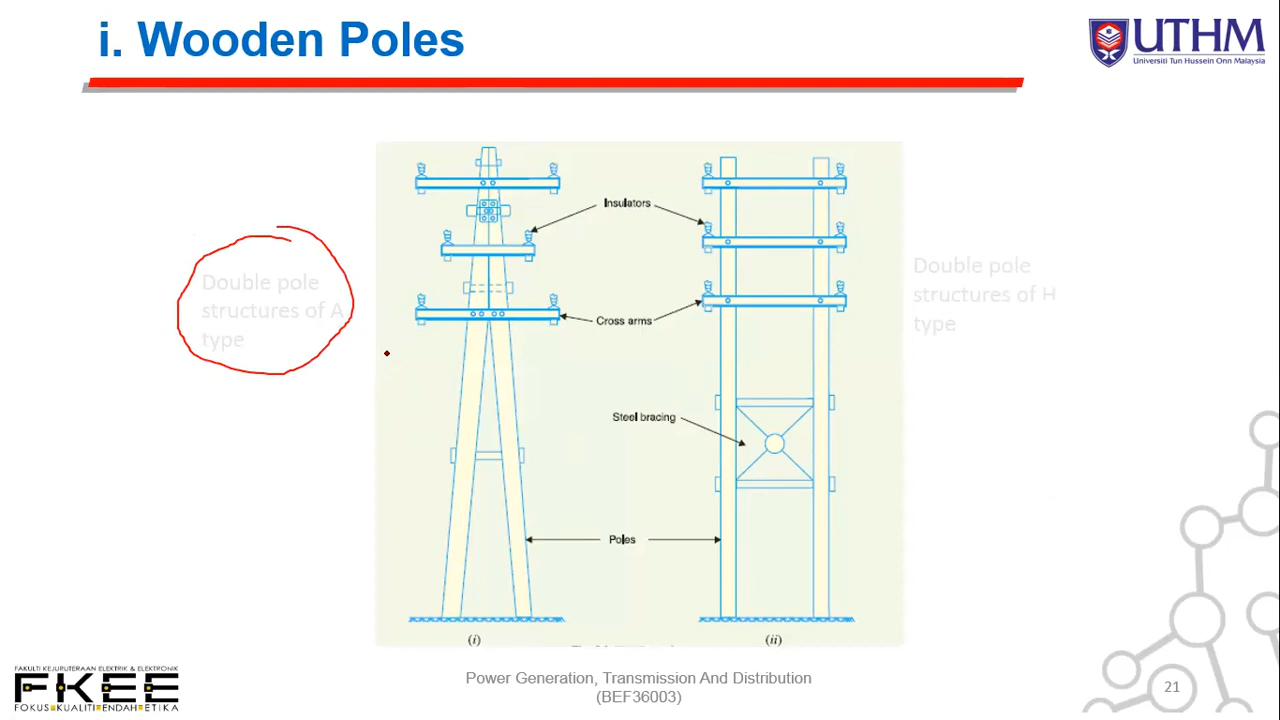 i. Wooden Poles
UTHM
Universiti Tun Hussein Onn Malaysia
Double pole
structures of A
type
Insulators
Cross arms
Steel bracing
Poles
(i)
(ii)
Double pole
structures of H
type
FAKULTI KEJURUTERAAN ELEKTRIK & ELEKTRONIK
FKEE
FOKUS KUALITI ENDAH ETIKA
Power Generation, Transmission And Distribution
(BEF36003)
21